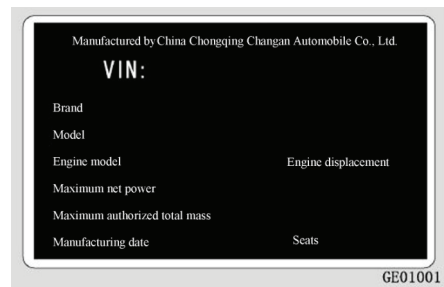 Manufactured by China Chongqing Changan Automobile Co., Ltd.
VIN:
Brand
Model
Engine model Engine displacement
Maximum net power
Maximum authorized total mass
Manufacturing date Seats
GE01001